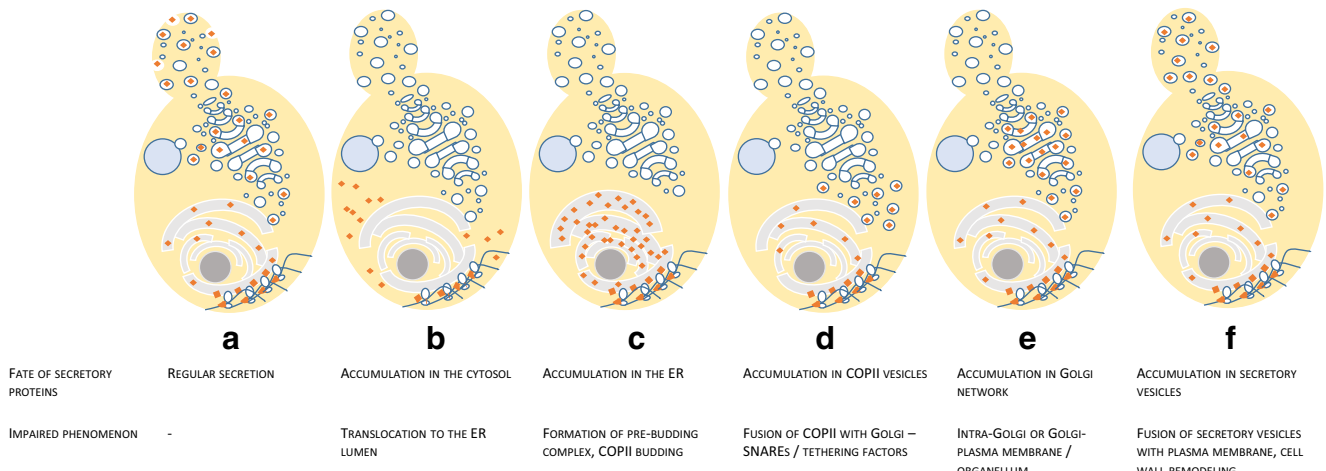 a b c d e f
FATE OF SECRETORY PROTEINS
REGULAR SECRETION
ACCUMULATION IN THE CYTOSOL
ACCUMULATION IN THE ER
ACCUMULATION IN COPII VESICLES
ACCUMULATION IN GOLGI
NETWORK
ACCUMULATION IN SECRETORY
VESICLES
IMPAIRED PHENOMENON
-
TRANSLOCATION TO THE ER
LUMEN
FORMATION OF PRE-BUDDING
COMPLEX, COPII BUDDING
FUSION OF COPII WITH GOLGI –
SNARES / TETHERING FACTORS
INTRA-GOLGI OR GOLGI-
PLASMA MEMBRANE /
ORGANELLUM
FUSION OF SECRETORY VESICLES
WITH PLASMA MEMBRANE, CELL
WALL REMODELING